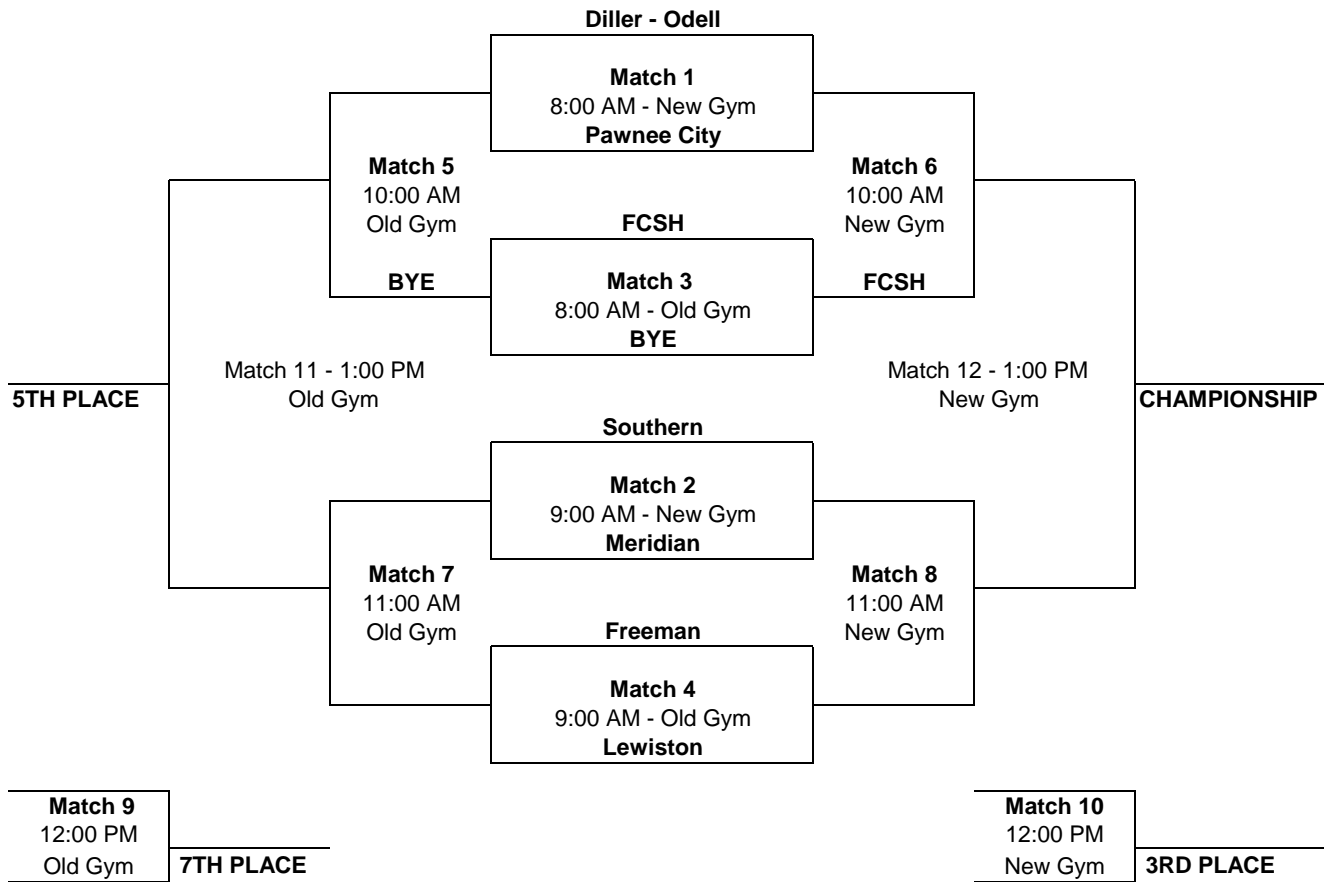 Diller - Odell
Match 1
8:00 AM - New Gym
Pawnee City
Match 5
10:00 AM
Old Gym
Match 6
10:00 AM
New Gym
FCSH
BYE
Match 3
FCSH
8:00 AM - Old Gym
BYE
Match 11 - 1:00 PM
Old Gym
Match 12 - 1:00 PM
New Gym
5TH PLACE
CHAMPIONSHIP
Southern
Match 2
9:00 AM - New Gym
Meridian
Match 7
11:00 AM
Old Gym
Match 8
11:00 AM
New Gym
Freeman
Match 4
9:00 AM - Old Gym
Lewiston
Match 9
12:00 PM
Old Gym
7TH PLACE
Match 10
12:00 PM
New Gym
3RD PLACE